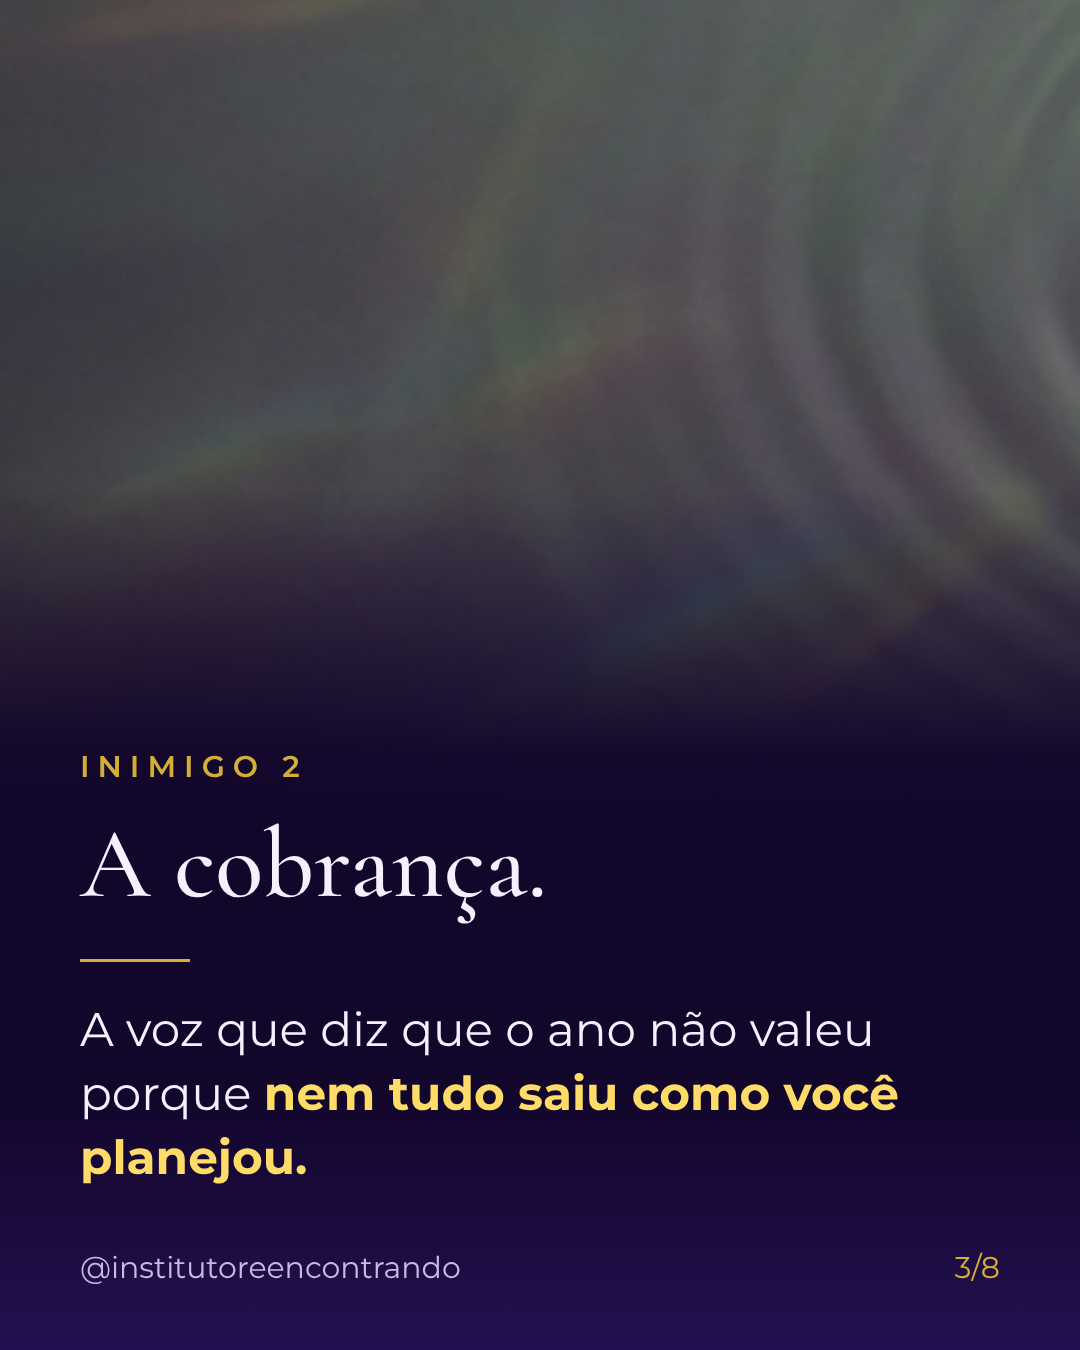 INIMIGO 2
A cobrança.
A voz que diz que o ano não valeu
porque nem tudo saiu como você
planejou.
@institutoreencontrando
3/8